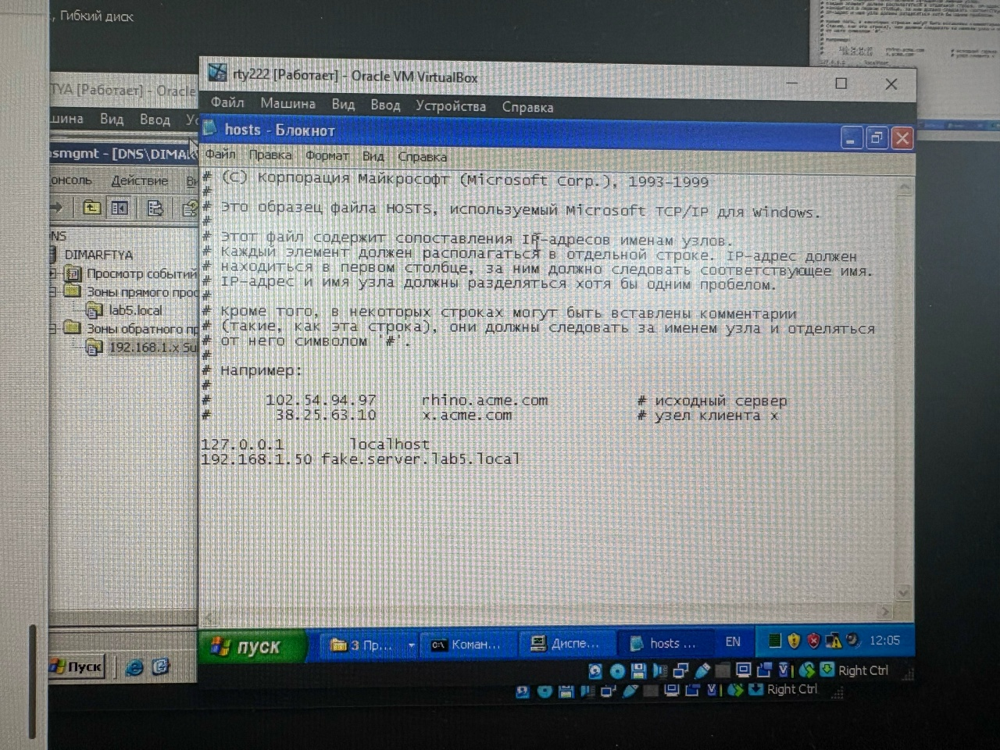 , Гибкий диск
rty222 [Работает] - Oracle VM VirtualBox
Файл Машина Вид Ввод Устройства Справка
hosts - Блокнот
Файл Правка Формат Вид Справка
# (C) Корпорация Майкрософт (Microsoft Corp.), 1993-1999
#
# Это образец файла HOSTS, используемый Microsoft TCP/IP для Windows.
#
# Этот файл содержит сопоставления IP-адресов именам узлов.
# Каждый элемент должен располагаться в отдельной строке. IP-адрес должен
# находиться в первом столбце, за ним должно следовать соответствующее имя.
# IP-адрес и имя узла должны разделяться хотя бы одним пробелом.
#
# Кроме того, в некоторых строках могут быть вставлены комментарии
# (такие, как эта строка), они должны следовать за именем узла и отделяться
# от него символом '#'.
#
# Например:
#
# 102.54.94.97 rhino.acme.com # исходный сервер
# 38.25.63.10 x.acme.com # узел клиента x
127.0.0.1 localhost
192.168.1.50 fake.server.lab5.local
пуск 3 Пр... Коман... Диспе... hosts ... EN 12:05
Right Ctrl
TYA [Работает] - Oracle
шина Вид Ввод Ус
smgmt - [DNS\DIMA
онсоль Действие Ви
NS
DIMARFTYA
Просмотр событий
Зоны прямого прос
lab5.local
Зоны обратного пр
192.168.1.x Su
Пуск
Right Ctrl